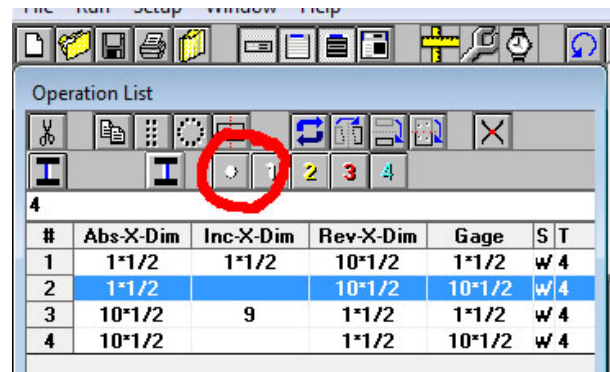 File Run Setup Window Help
Operation List
1 2 3 4
4
# Abs-X-Dim Inc-X-Dim Rev-X-Dim Gage S T
1 1*1/2 1*1/2 10*1/2 1*1/2 W 4
2 1*1/2 10*1/2 10*1/2 W 4
3 10*1/2 9 1*1/2 1*1/2 W 4
4 10*1/2 1*1/2 10*1/2 W 4